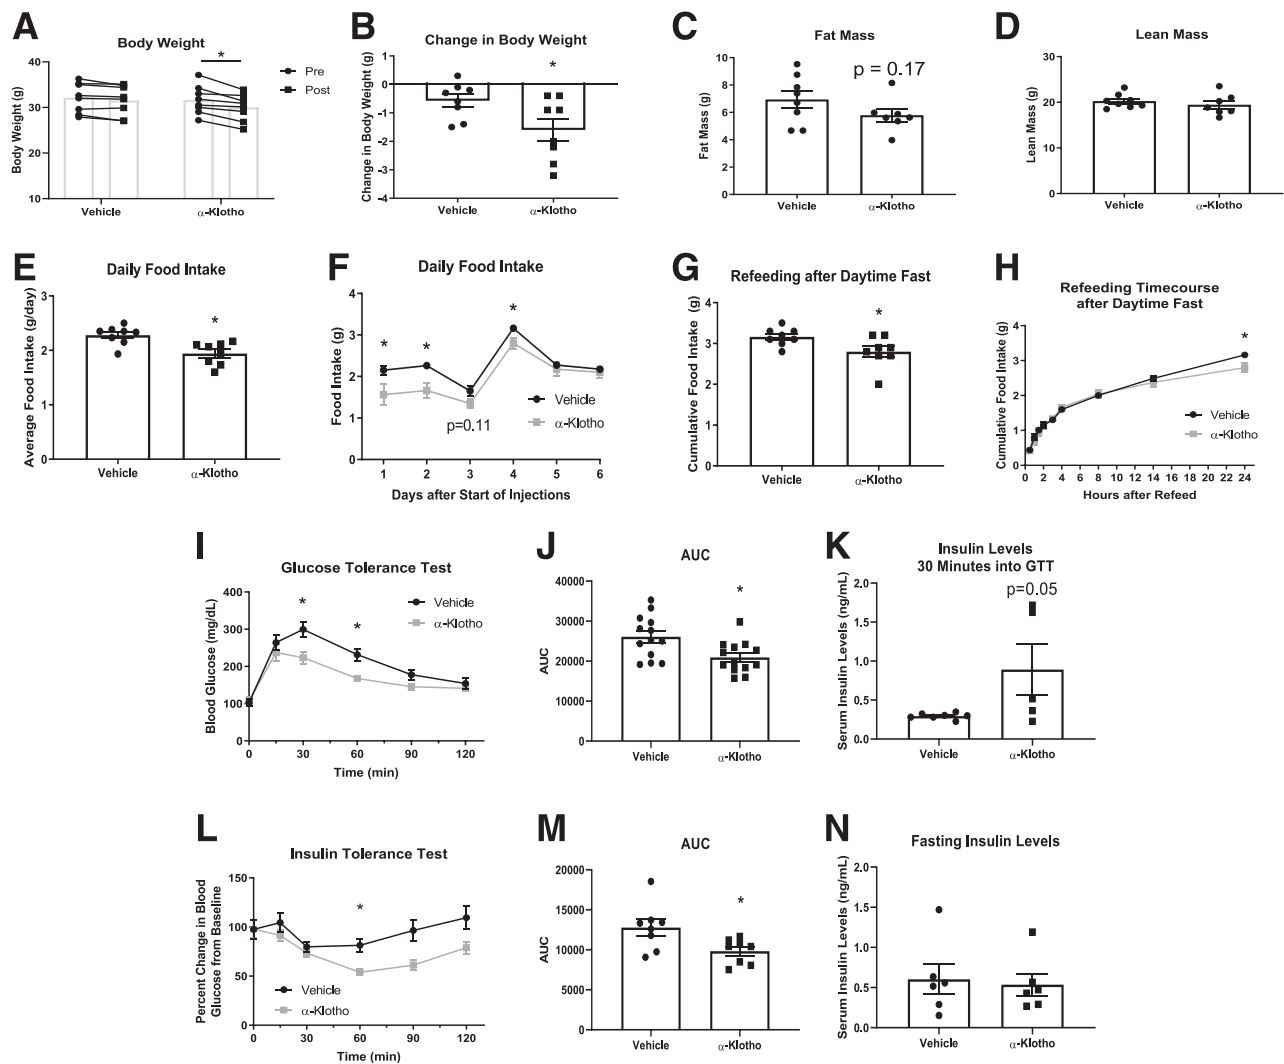 A
Body Weight
Body Weight (g)
40
30
20
10
*
Pre
Post
Vehicle
α-Klotho
B
Change in Body Weight
Change in Body Weight (g)
1
0
-1
-2
-3
-4
*
Vehicle
α-Klotho
C
Fat Mass
Fat Mass (g)
10
8
6
4
2
0
p = 0.17
Vehicle
α-Klotho
D
Lean Mass
Lean Mass (g)
30
20
10
0
Vehicle
α-Klotho
E
Daily Food Intake
Average Food Intake (g/day)
3
2
1
0
*
Vehicle
α-Klotho
F
Daily Food Intake
Food Intake (g)
4
3
2
1
0
*
*
*
p=0.11
Vehicle
α-Klotho
1 2 3 4 5 6
Days after Start of Injections
G
Refeeding after Daytime Fast
Cumulative Food Intake (g)
4
3
2
1
0
*
Vehicle
α-Klotho
H
Refeeding Timecourse
after Daytime Fast
Cumulative Food Intake (g)
4
3
2
1
0
*
Vehicle
α-Klotho
0 2 4 6 8 10 12 14 16 18 20 22 24
Hours after Refeed
I
Glucose Tolerance Test
Blood Glucose (mg/dL)
400
300
200
100
0
*
*
Vehicle
α-Klotho
0 30 60 90 120
Time (min)
J
AUC
AUC
40000
30000
20000
10000
0
*
Vehicle
α-Klotho
K
Insulin Levels
30 Minutes into GTT
Serum Insulin Levels (ng/mL)
2.0
1.5
1.0
0.5
0.0
p=0.05
Vehicle
α-Klotho
L
Insulin Tolerance Test
Percent Change in Blood
Glucose from Baseline
150
100
50
0
*
Vehicle
α-Klotho
0 30 60 90 120
Time (min)
M
AUC
AUC
20000
15000
10000
5000
0
*
Vehicle
α-Klotho
N
Fasting Insulin Levels
Serum Insulin Levels (ng/mL)
2.0
1.5
1.0
0.5
0.0
Vehicle
α-Klotho